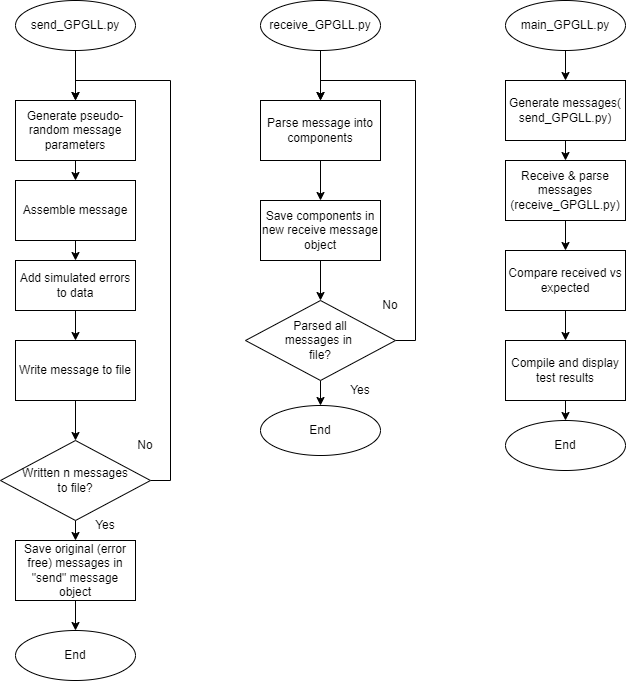 send_GPGLL.py
Generate pseudo-
random message
parameters
Assemble message
Add simulated errors
to data
Write message to file
No
Written n messages
to file?
Yes
Save original (error
free) messages in
"send" message
object
End
receive_GPGLL.py
Parse message into
components
Save components in
new receive message
object
No
Parsed all
messages in
file?
Yes
End
main_GPGLL.py
Generate messages(
send_GPGLL.py)
Receive & parse
messages
(receive_GPGLL.py)
Compare received vs
expected
Compile and display
test results
End